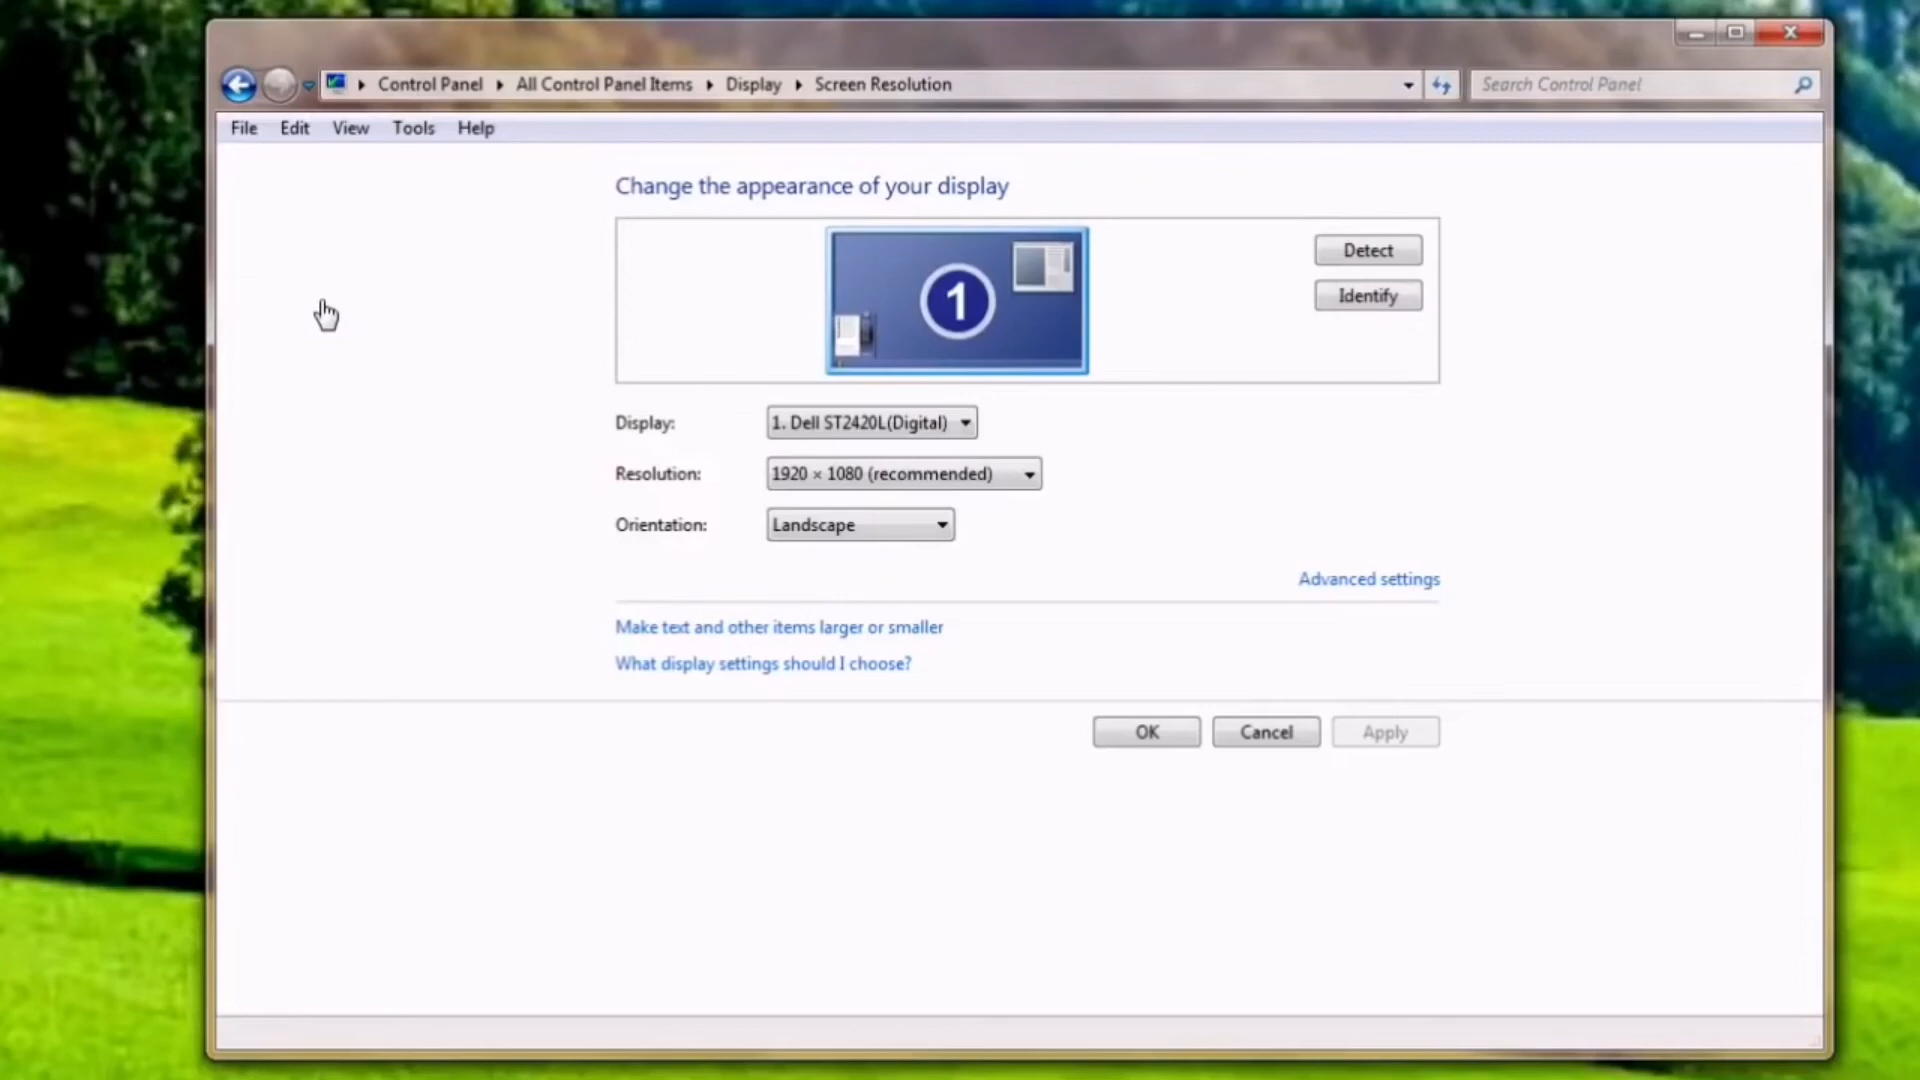 Control Panel ▸ All Control Panel Items ▸ Display ▸ Screen Resolution
Search Control Panel
File Edit View Tools Help
Change the appearance of your display
1
Detect
Identify
Display: 1. Dell ST2420L(Digital)
Resolution: 1920 × 1080 (recommended)
Orientation: Landscape
Advanced settings
Make text and other items larger or smaller
What display settings should I choose?
OK Cancel Apply